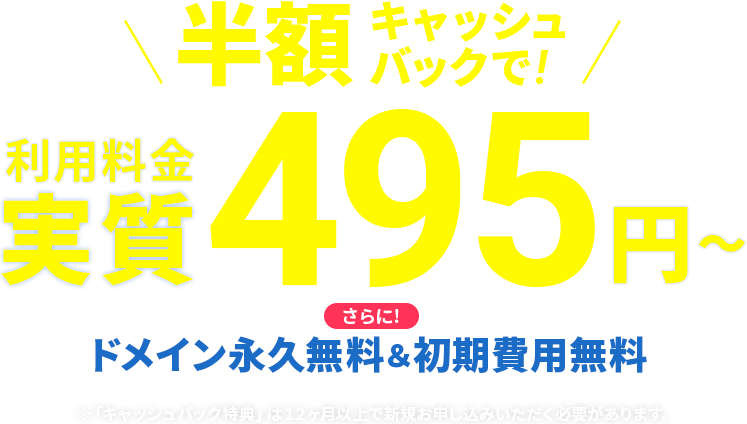 半額 キャッシュバックで!
利用料金
実質 495円~
さらに!
ドメイン永久無料&初期費用無料
※「キャッシュバック特典」は12ヶ月以上で新規お申し込みいただく必要があります。